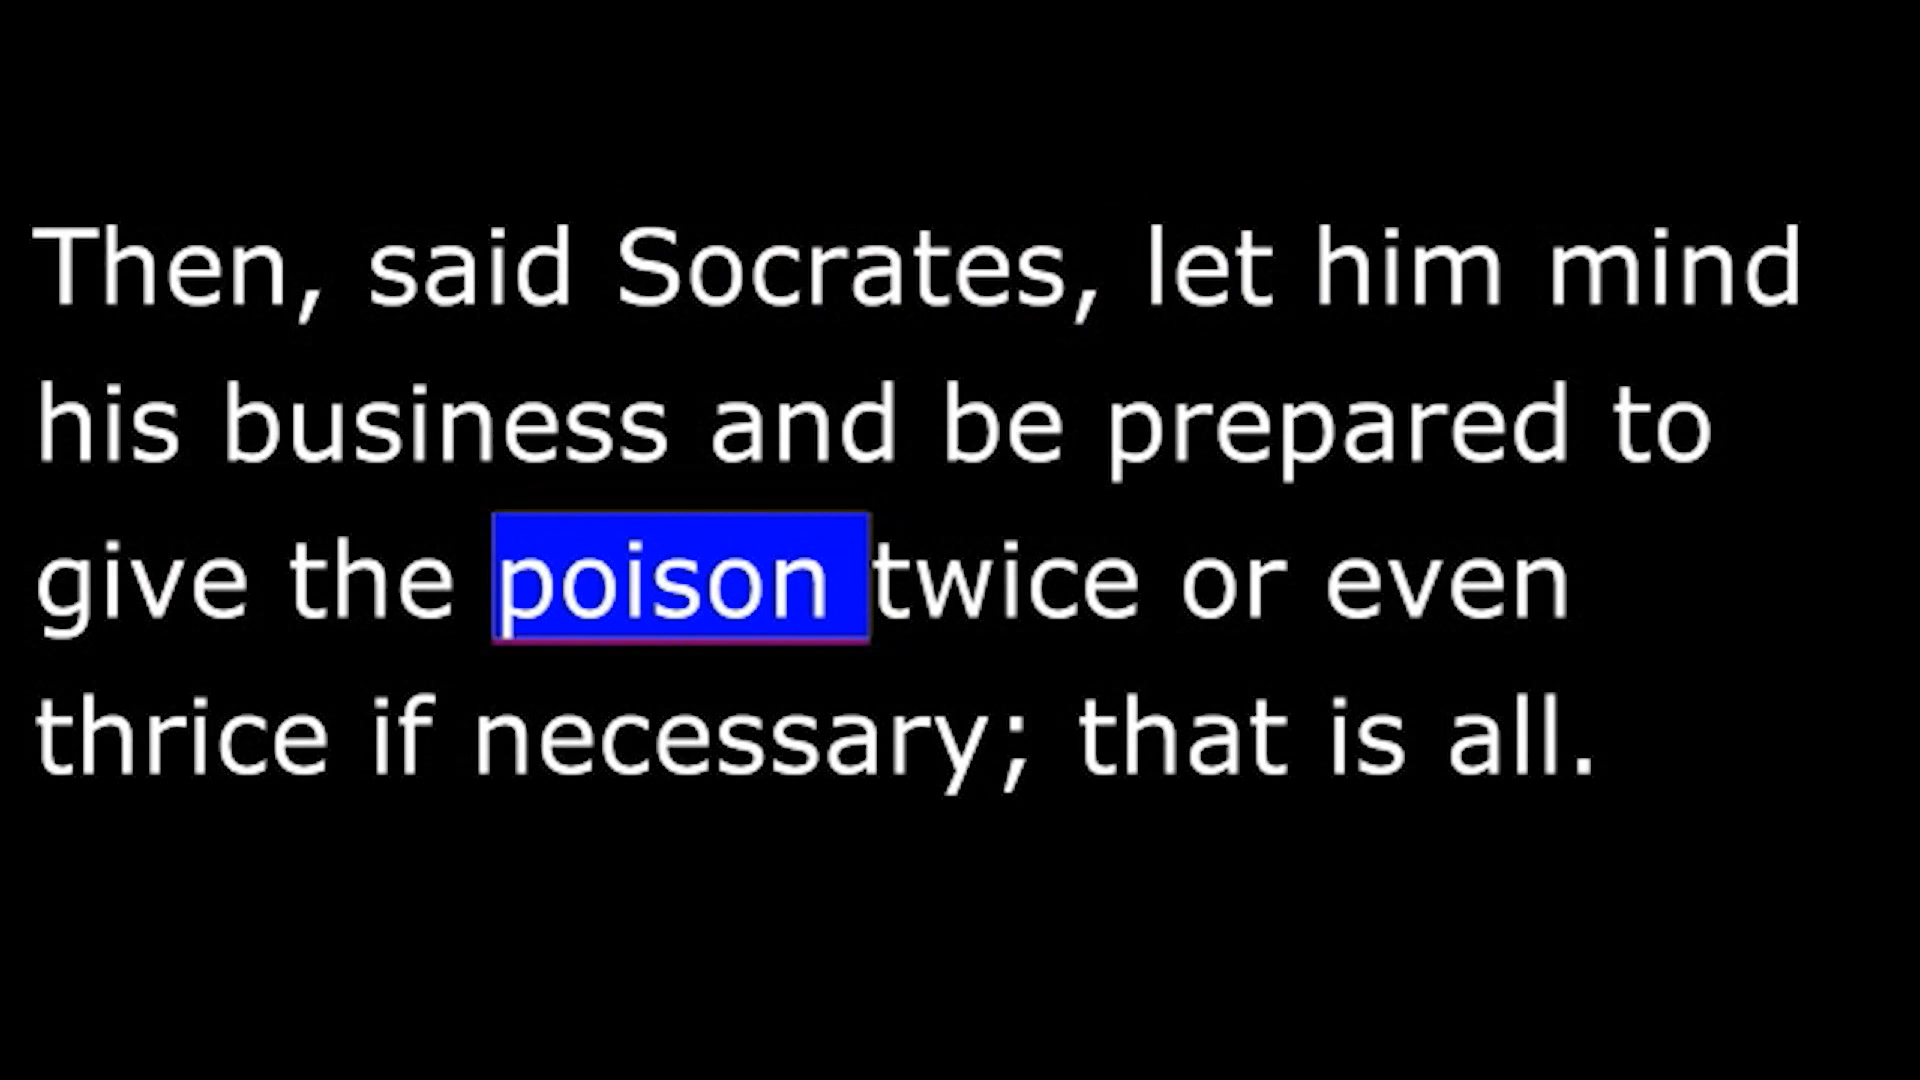 Then, said Socrates, let him mind
his business and be prepared to
give the poison twice or even
thrice if necessary; that is all.